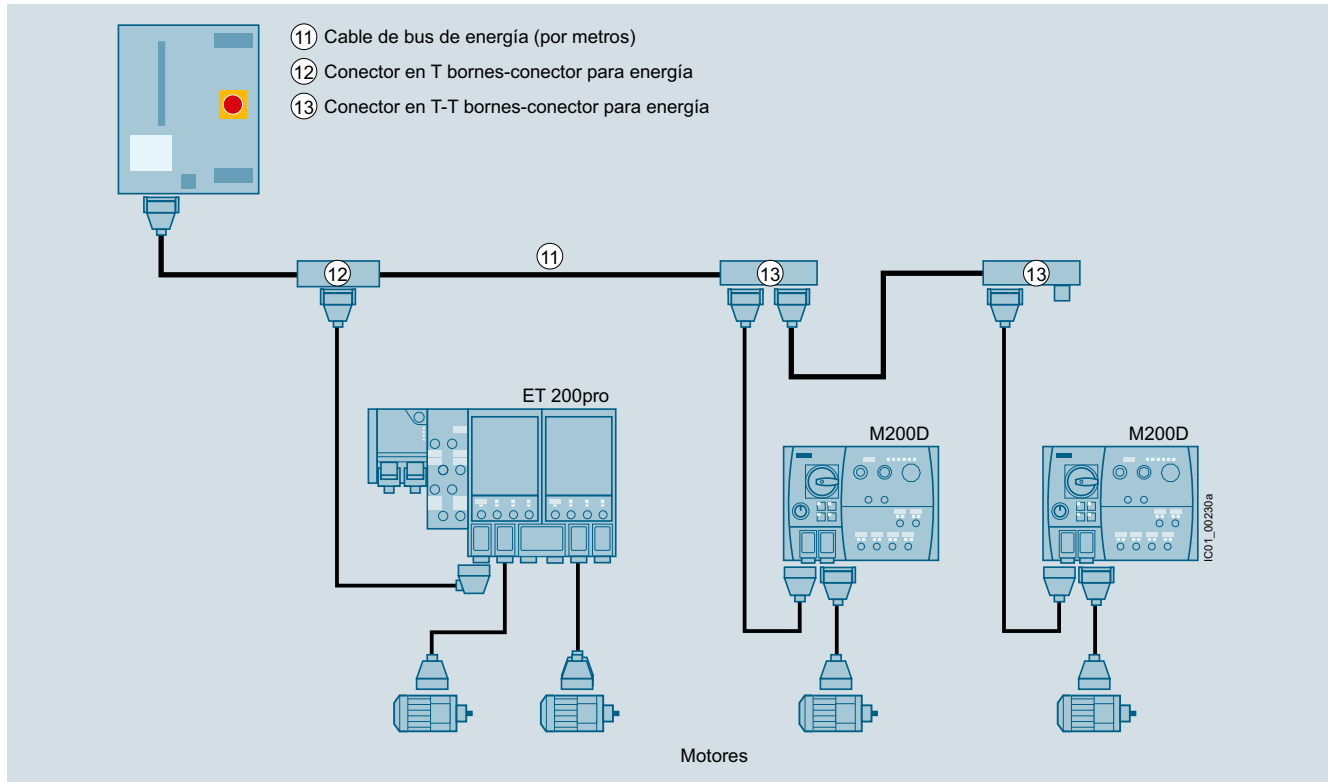 11 Cable de bus de energía (por metros)
12 Conector en T bornes-conector para energía
13 Conector en T-T bornes-conector para energía
11
12
13
13
ET 200pro
M200D
M200D
IC01_00230a
Motores